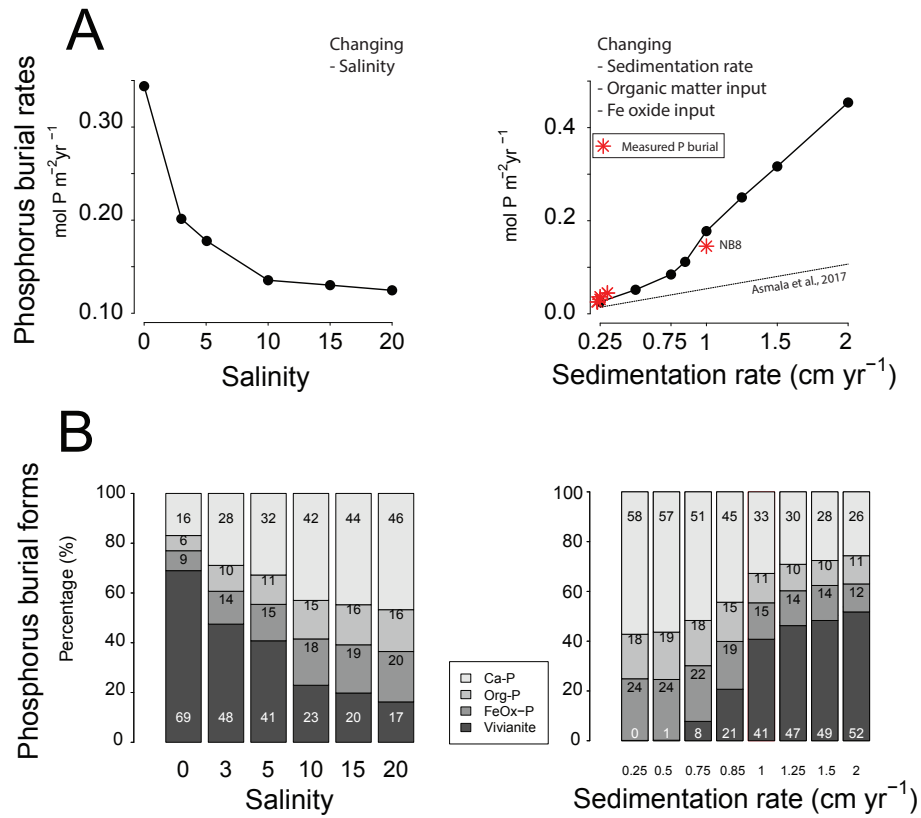 A
Phosphorus burial rates
mol P m⁻²yr⁻¹
Changing
- Salinity
0.30
0.20
0.10
0 5 10 15 20
Salinity
Changing
- Sedimentation rate
- Organic matter input
- Fe oxide input
Measured P burial
mol P m⁻²yr⁻¹
0.4
0.2
0.0
NB8
Asmala et al., 2017
0.25 0.75 1 1.5 2
Sedimentation rate (cm yr⁻¹)
B
Phosphorus burial forms
Percentage (%)
100
80
60
40
20
0
16 28 32 42 44 46
6 10 11 15 16 16
9 14 15 18 19 20
69 48 41 23 20 17
0 3 5 10 15 20
Salinity
Ca-P
Org-P
FeOx-P
Vivianite
100
80
60
40
20
0
58 57 51 45 33 30 28 26
18 19 18 15 11 10 10 11
24 24 22 19 15 14 14 12
0 1 8 21 41 47 49 52
0.25 0.5 0.75 0.85 1 1.25 1.5 2
Sedimentation rate (cm yr⁻¹)